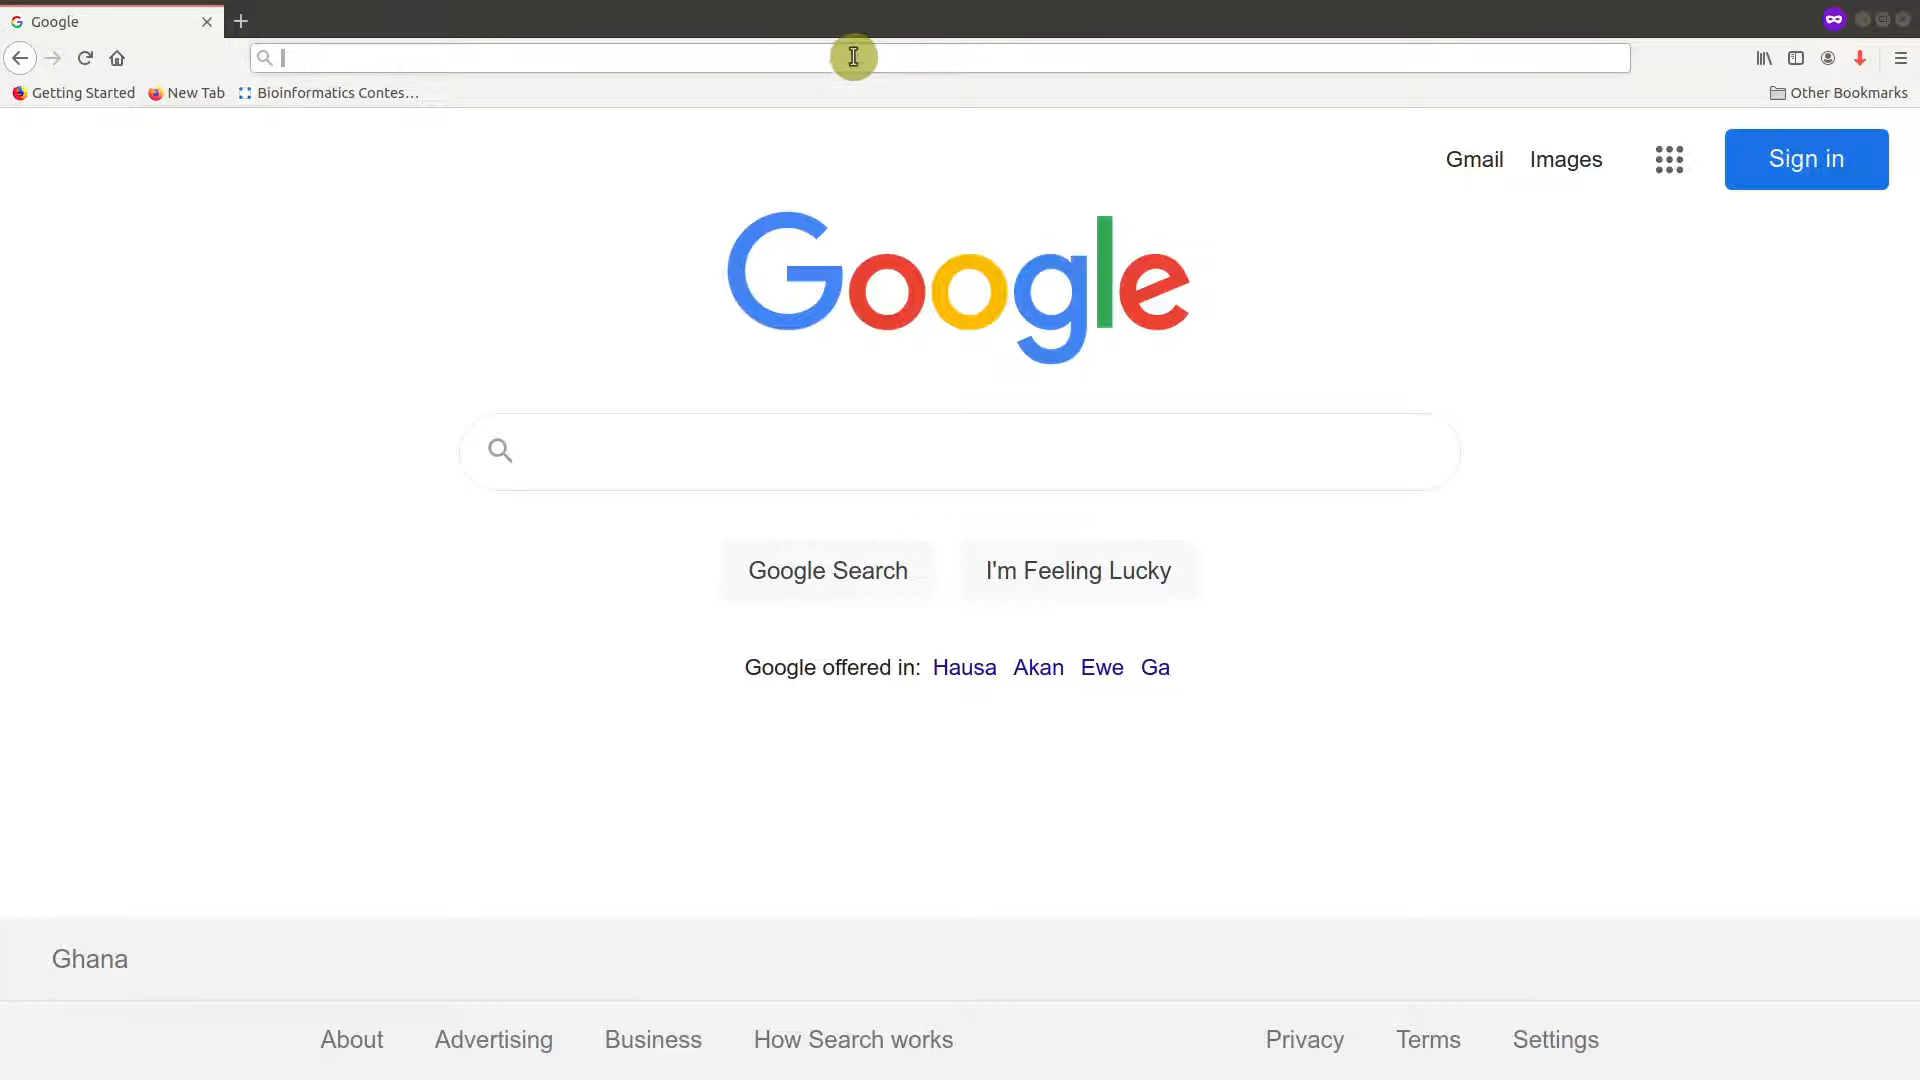 Google
Getting Started New Tab Bioinformatics Contes... Other Bookmarks
Gmail Images Sign in
Google
Google Search I'm Feeling Lucky
Google offered in: Hausa Akan Ewe Ga
Ghana
About Advertising Business How Search works Privacy Terms Settings